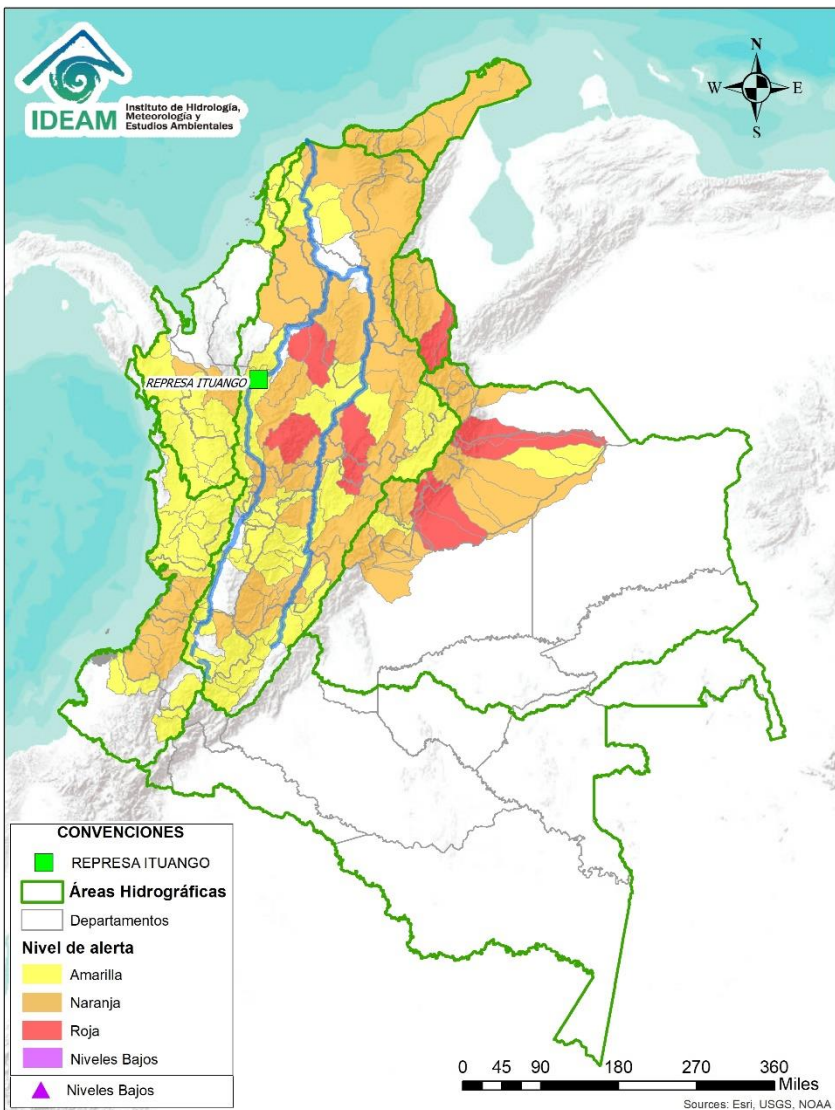 IDEAM
Instituto de Hidrología,
Meteorología y
Estudios Ambientales
N
W
E
S
REPRESA ITUANGO
CONVENCIONES
REPRESA ITUANGO
Áreas Hidrográficas
Departamentos
Nivel de alerta
Amarilla
Naranja
Roja
Niveles Bajos
Niveles Bajos
0 45 90 180 270 360
Miles
Sources: Esri, USGS, NOAA